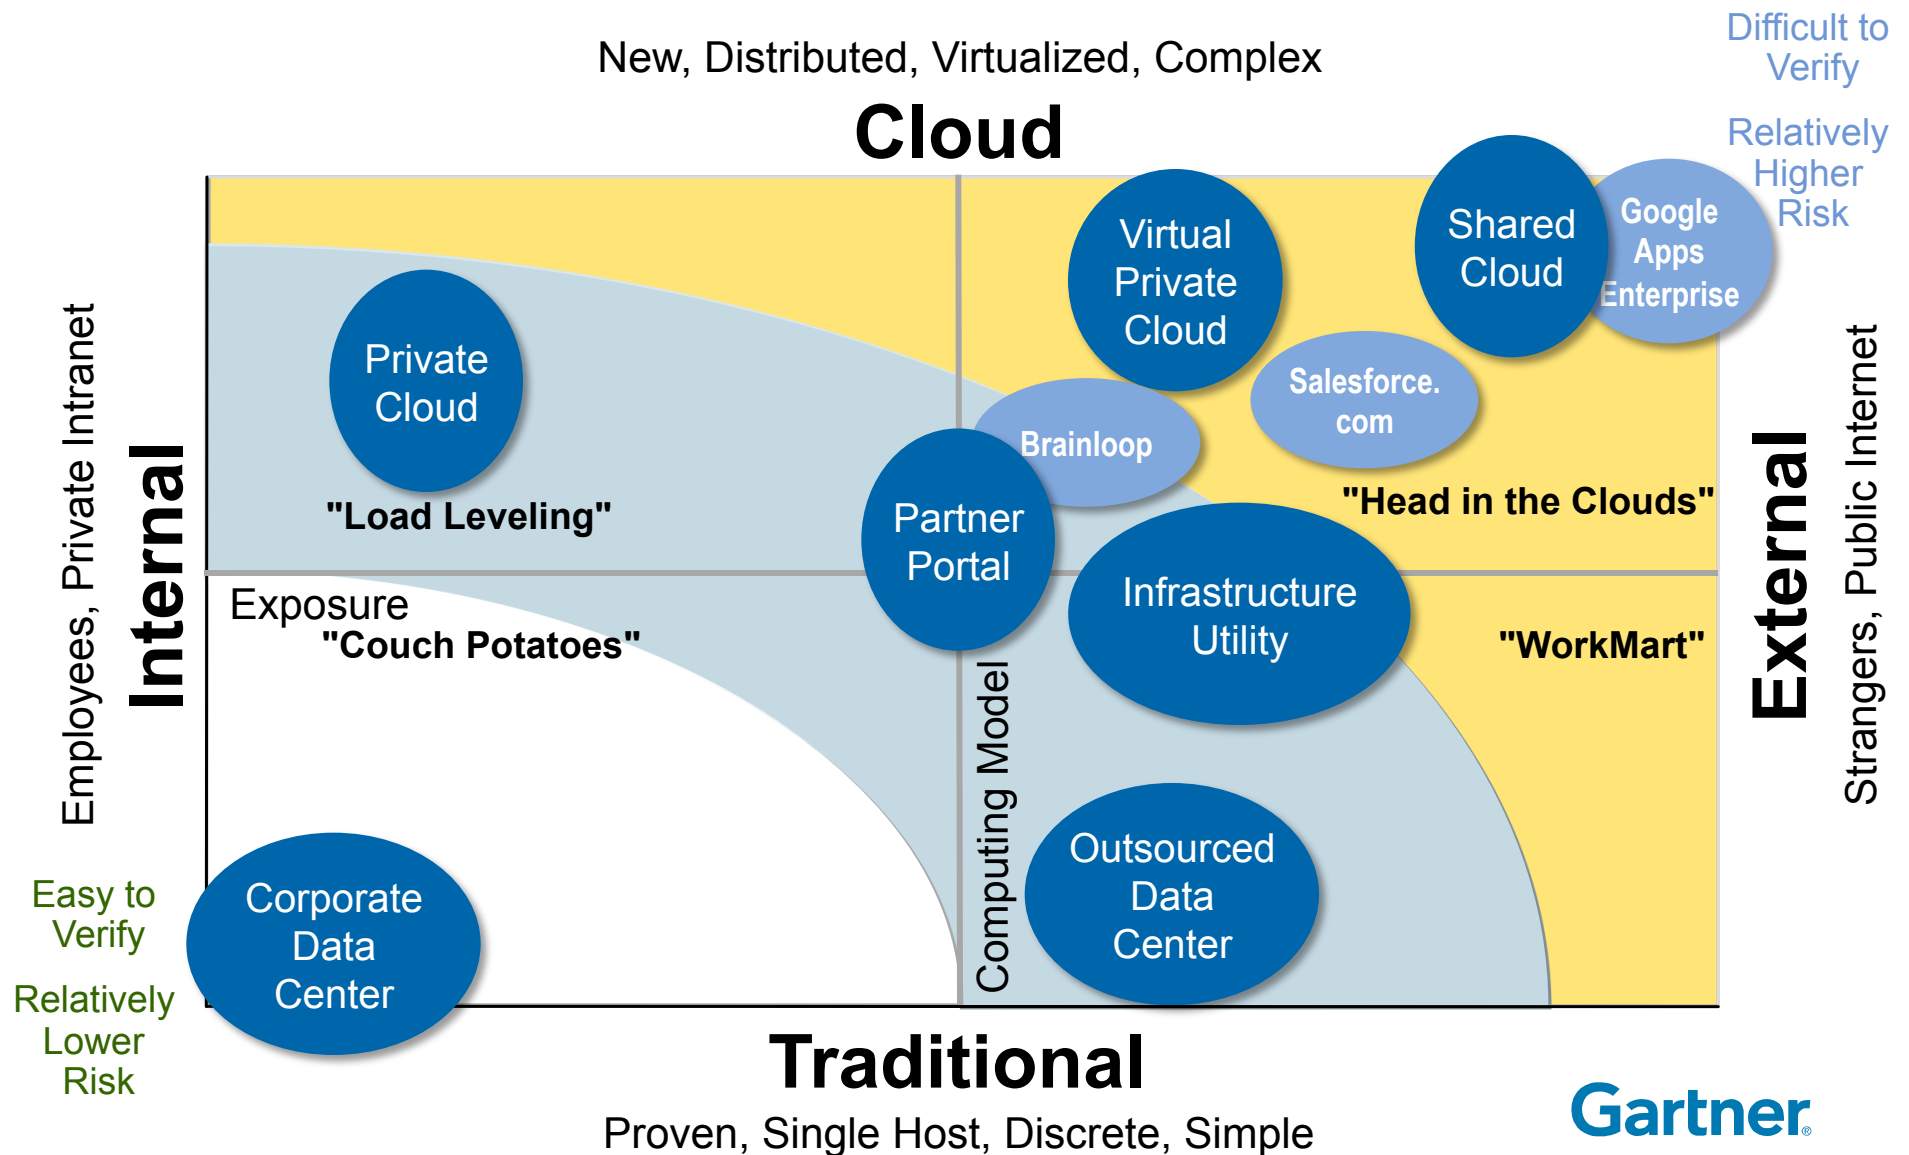 New, Distributed, Virtualized, Complex
Cloud
Difficult to
Verify
Relatively
Higher
Risk
Virtual
Private
Cloud
Shared
Cloud
Google
Apps
Enterprise
Private
Cloud
Salesforce.
com
Brainloop
"Load Leveling"
"Head in the Clouds"
Partner
Portal
Infrastructure
Utility
Exposure
"Couch Potatoes"
"WorkMart"
Employees, Private Intranet
Internal
External
Strangers, Public Internet
Computing Model
Outsourced
Data
Center
Corporate
Data
Center
Easy to
Verify
Relatively
Lower
Risk
Traditional
Proven, Single Host, Discrete, Simple
Gartner®